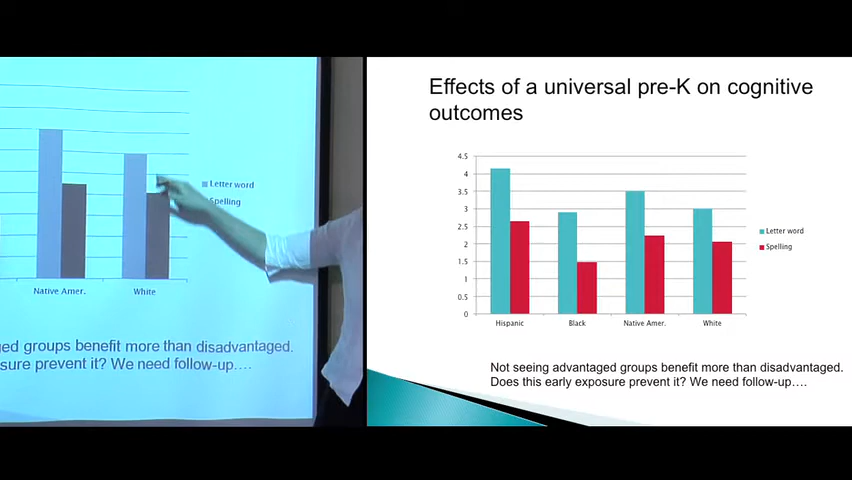 Letter word
Spelling
Native Amer.
White
ed groups benefit more than disadvantaged.
sure prevent it? We need follow-up….
Effects of a universal pre-K on cognitive
outcomes
4.5
4
3.5
3
2.5
2
1.5
1
0.5
0
Letter word
Spelling
Hispanic Black Native Amer. White
Not seeing advantaged groups benefit more than disadvantaged.
Does this early exposure prevent it? We need follow-up….